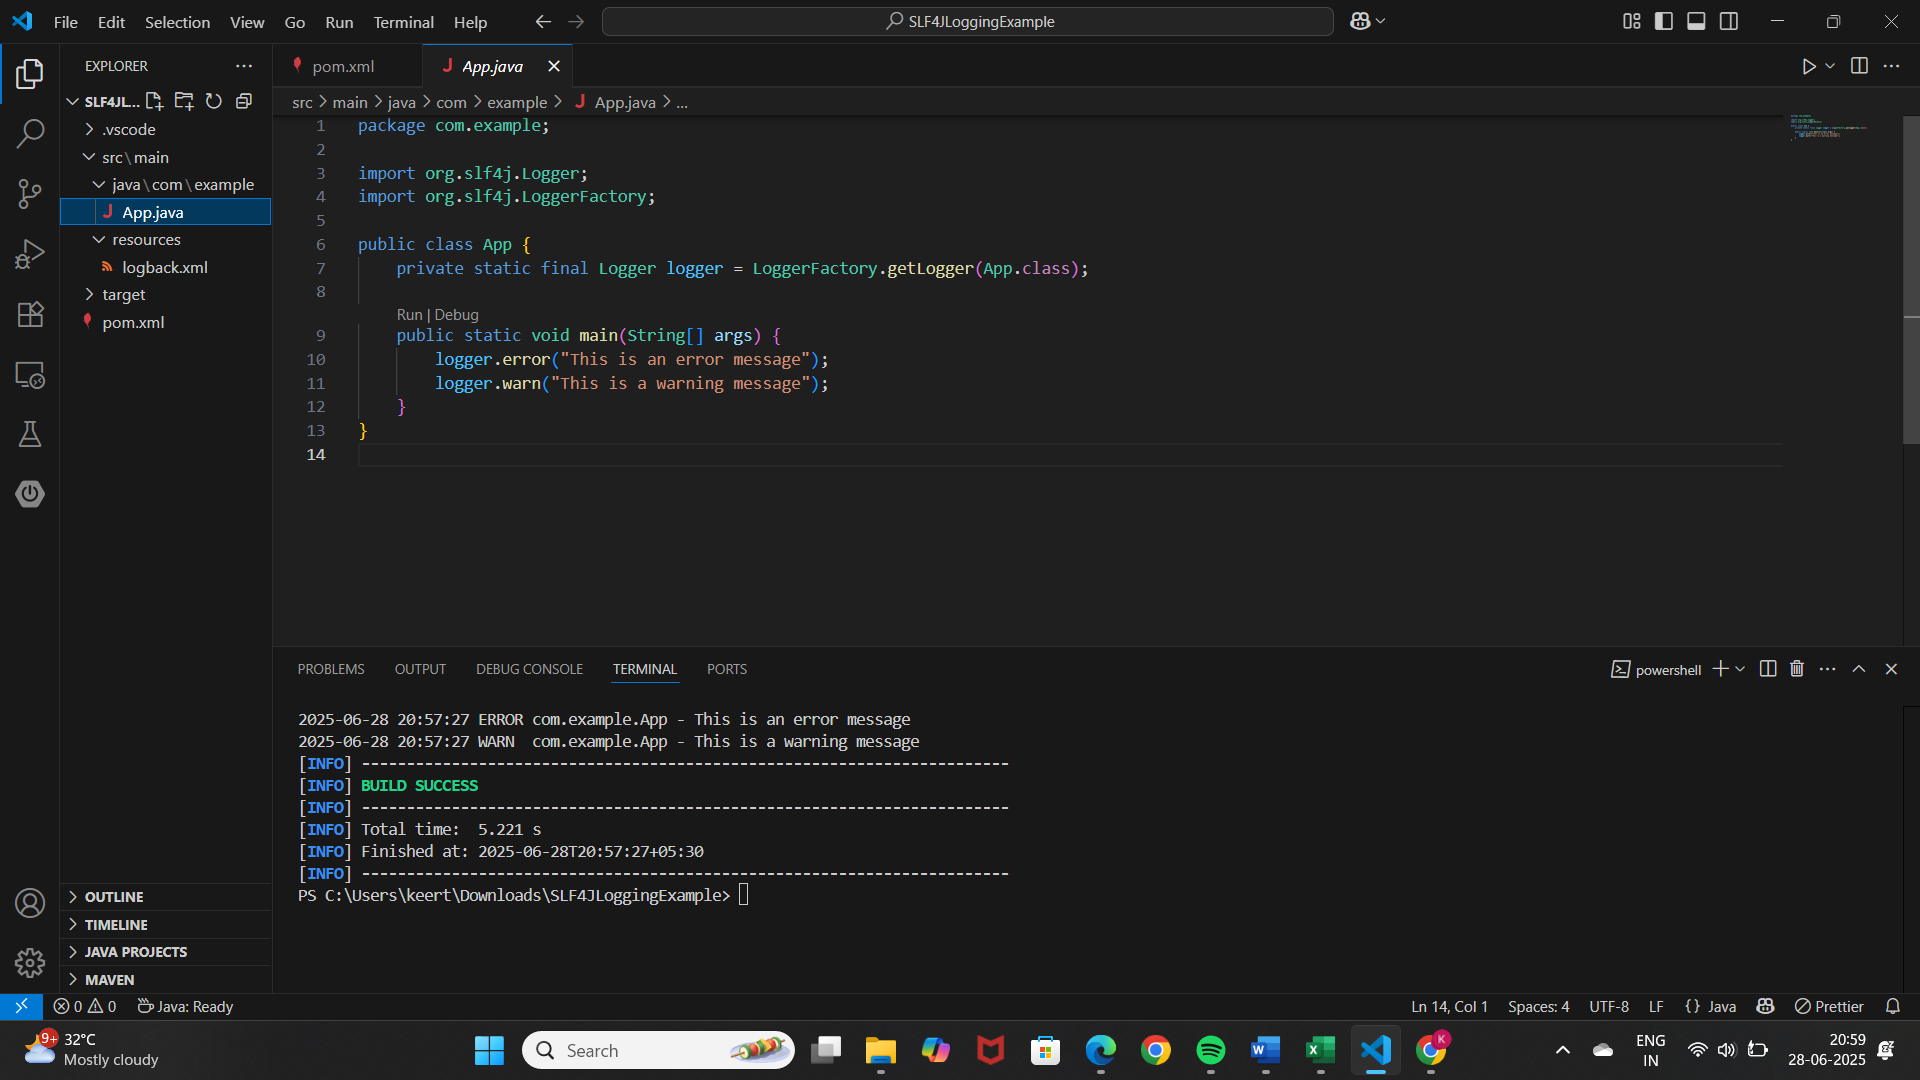 File Edit Selection View Go Run Terminal Help
SLF4JLoggingExample
EXPLORER
SLF4JL...
.vscode
src\main
java\com\example
J App.java
resources
logback.xml
target
pom.xml
OUTLINE
TIMELINE
JAVA PROJECTS
MAVEN
pom.xml
J App.java
src > main > java > com > example > J App.java > ...
1 package com.example;
2
3 import org.slf4j.Logger;
4 import org.slf4j.LoggerFactory;
5
6 public class App {
7 private static final Logger logger = LoggerFactory.getLogger(App.class);
8
Run | Debug
9 public static void main(String[] args) {
10 logger.error("This is an error message");
11 logger.warn("This is a warning message");
12 }
13 }
14
PROBLEMS OUTPUT DEBUG CONSOLE TERMINAL PORTS
powershell
2025-06-28 20:57:27 ERROR com.example.App - This is an error message
2025-06-28 20:57:27 WARN  com.example.App - This is a warning message
[INFO] ------------------------------------------------------------------------
[INFO] BUILD SUCCESS
[INFO] ------------------------------------------------------------------------
[INFO] Total time:  5.221 s
[INFO] Finished at: 2025-06-28T20:57:27+05:30
[INFO] ------------------------------------------------------------------------
PS C:\Users\keert\Downloads\SLF4JLoggingExample>
0 0 Java: Ready
Ln 14, Col 1 Spaces: 4 UTF-8 LF {} Java Prettier
9+
32°C
Mostly cloudy
Search
W
X
K
ENG
IN
20:59
28-06-2025